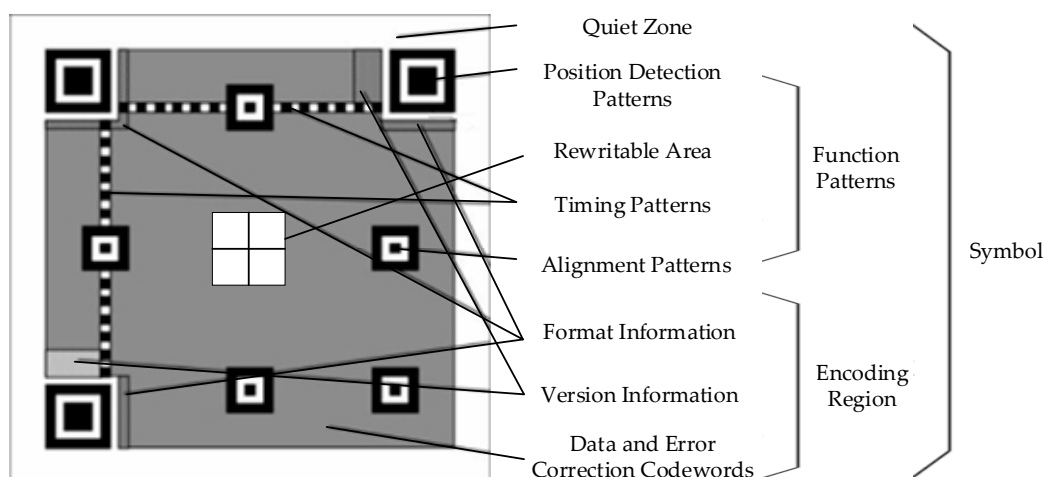 Quiet Zone
Position Detection
Patterns
Rewritable Area
Timing Patterns
Alignment Patterns
Format Information
Version Information
Data and Error
Correction Codewords
Function
Patterns
Encoding
Region
Symbol